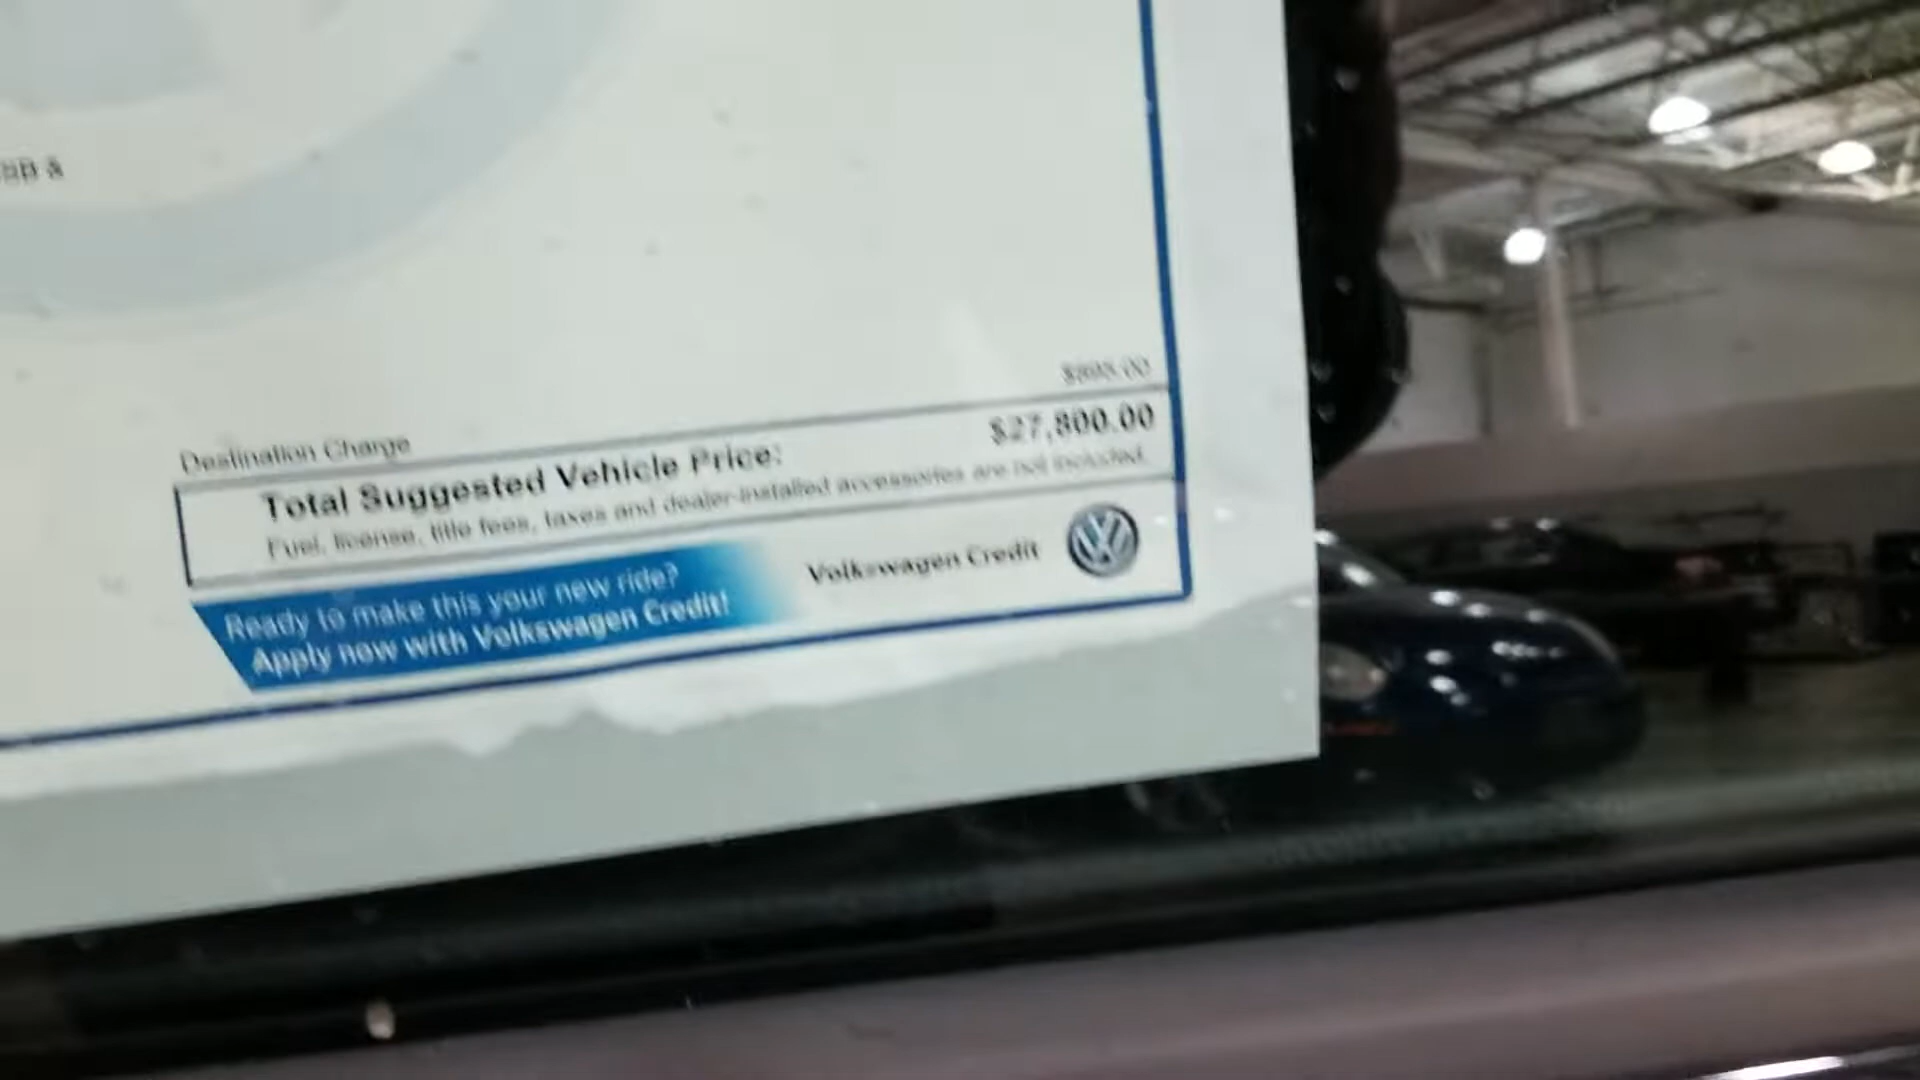 Destination Charge
Total Suggested Vehicle Price: $27,800.00
Fuel, license, title fees, taxes and dealer-installed accessories are not included.
Ready to make this your new ride?
Apply now with Volkswagen Credit!
Volkswagen Credit